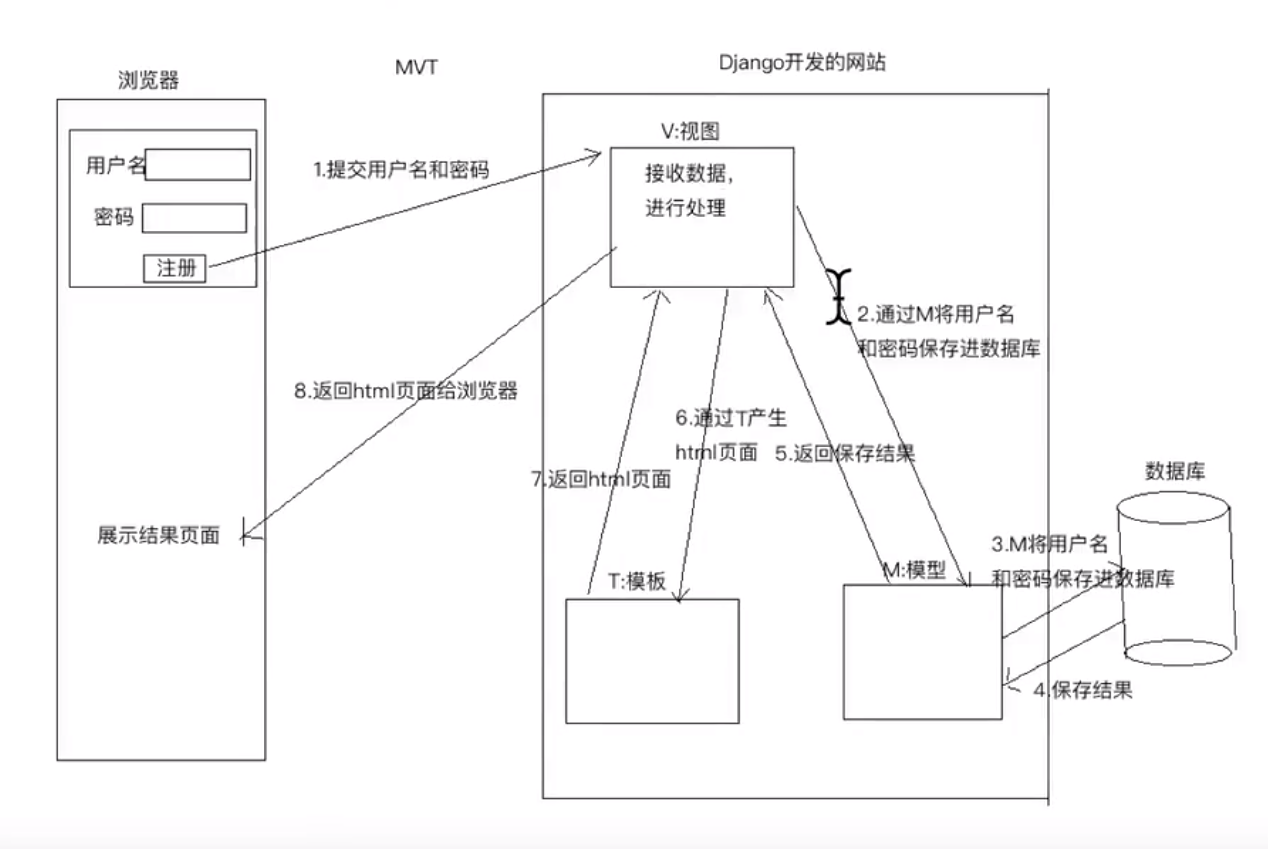 MVT
Django开发的网站
浏览器
用户名
密码
注册
1.提交用户名和密码
V:视图
接收数据，
进行处理
2.通过M将用户名
和密码保存进数据库
8.返回html页面给浏览器
6.通过T产生
html页面
5.返回保存结果
7.返回html页面
数据库
展示结果页面
3.M将用户名
和密码保存进数据库
T:模板
M:模型
4.保存结果